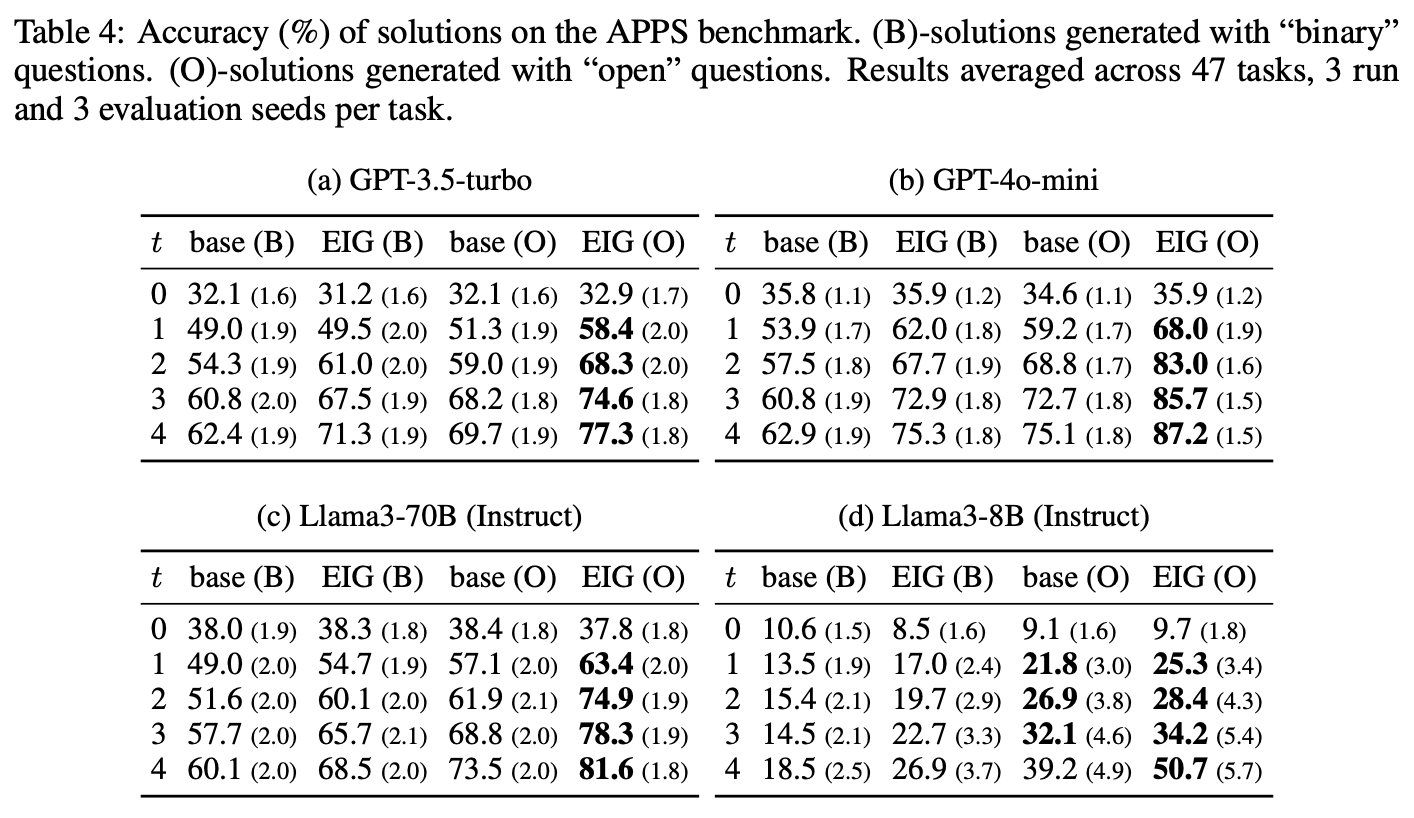 Table 4: Accuracy (%) of solutions on the APPS benchmark. (B)-solutions generated with “binary”
questions. (O)-solutions generated with “open” questions. Results averaged across 47 tasks, 3 run
and 3 evaluation seeds per task.
(a) GPT-3.5-turbo
t base (B) EIG (B) base (O) EIG (O)
0 32.1 (1.6) 31.2 (1.6) 32.1 (1.6) 32.9 (1.7)
1 49.0 (1.9) 49.5 (2.0) 51.3 (1.9) 58.4 (2.0)
2 54.3 (1.9) 61.0 (2.0) 59.0 (1.9) 68.3 (2.0)
3 60.8 (2.0) 67.5 (1.9) 68.2 (1.8) 74.6 (1.8)
4 62.4 (1.9) 71.3 (1.9) 69.7 (1.9) 77.3 (1.8)
(b) GPT-4o-mini
t base (B) EIG (B) base (O) EIG (O)
0 35.8 (1.1) 35.9 (1.2) 34.6 (1.1) 35.9 (1.2)
1 53.9 (1.7) 62.0 (1.8) 59.2 (1.7) 68.0 (1.9)
2 57.5 (1.8) 67.7 (1.9) 68.8 (1.7) 83.0 (1.6)
3 60.8 (1.9) 72.9 (1.8) 72.7 (1.8) 85.7 (1.5)
4 62.9 (1.9) 75.3 (1.8) 75.1 (1.8) 87.2 (1.5)
(c) Llama3-70B (Instruct)
t base (B) EIG (B) base (O) EIG (O)
0 38.0 (1.9) 38.3 (1.8) 38.4 (1.8) 37.8 (1.8)
1 49.0 (2.0) 54.7 (1.9) 57.1 (2.0) 63.4 (2.0)
2 51.6 (2.0) 60.1 (2.0) 61.9 (2.1) 74.9 (1.9)
3 57.7 (2.0) 65.7 (2.1) 68.8 (2.0) 78.3 (1.9)
4 60.1 (2.0) 68.5 (2.0) 73.5 (2.0) 81.6 (1.8)
(d) Llama3-8B (Instruct)
t base (B) EIG (B) base (O) EIG (O)
0 10.6 (1.5) 8.5 (1.6) 9.1 (1.6) 9.7 (1.8)
1 13.5 (1.9) 17.0 (2.4) 21.8 (3.0) 25.3 (3.4)
2 15.4 (2.1) 19.7 (2.9) 26.9 (3.8) 28.4 (4.3)
3 14.5 (2.1) 22.7 (3.3) 32.1 (4.6) 34.2 (5.4)
4 18.5 (2.5) 26.9 (3.7) 39.2 (4.9) 50.7 (5.7)